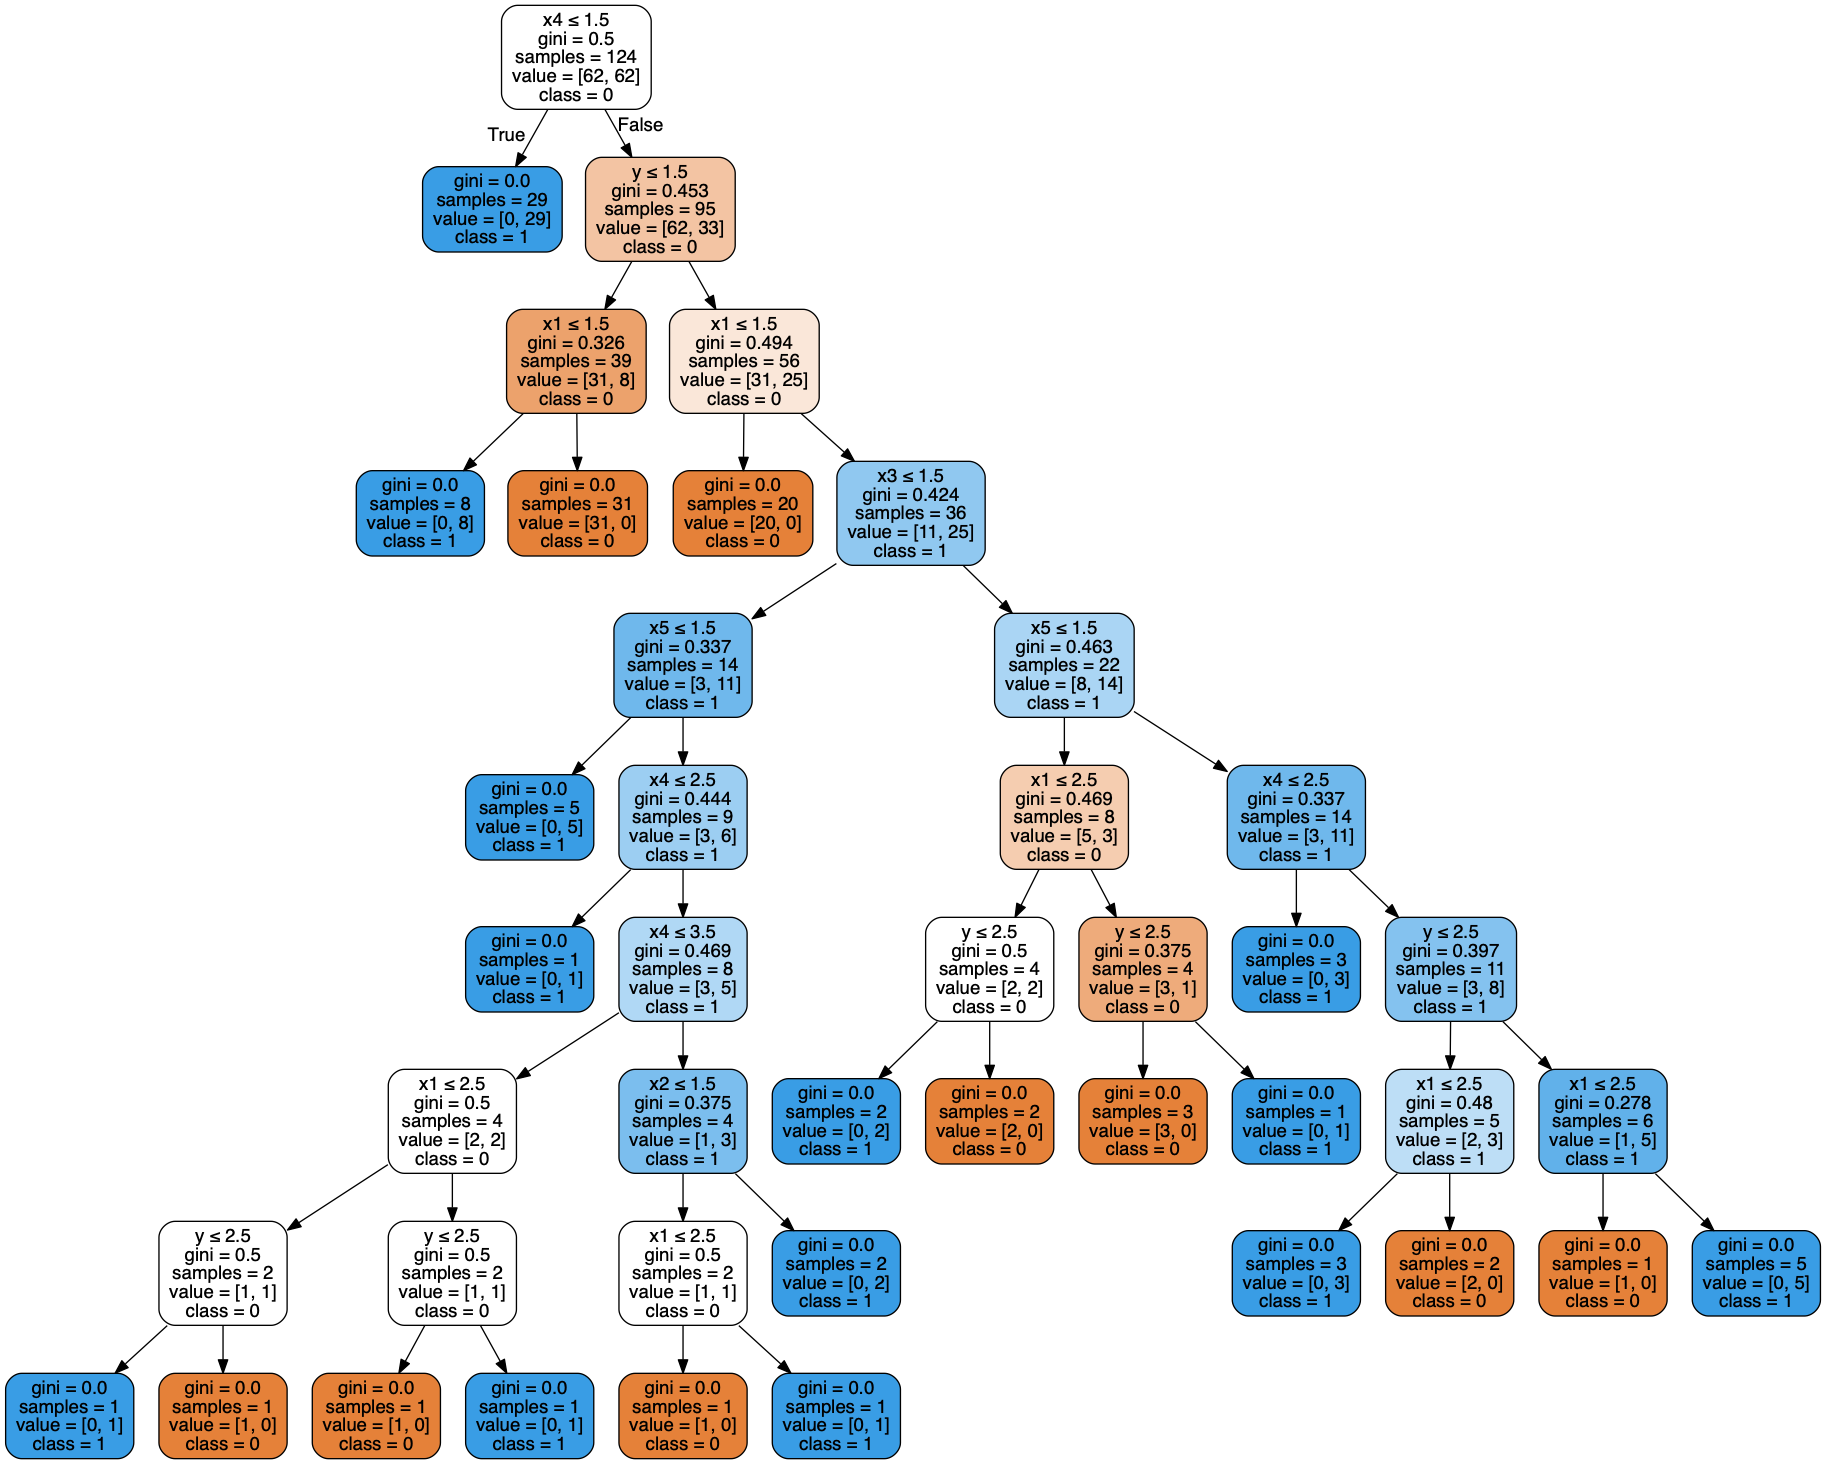 x4 ≤ 1.5
gini = 0.5
samples = 124
value = [62, 62]
class = 0
True
False
gini = 0.0
samples = 29
value = [0, 29]
class = 1
y ≤ 1.5
gini = 0.453
samples = 95
value = [62, 33]
class = 0
x1 ≤ 1.5
gini = 0.326
samples = 39
value = [31, 8]
class = 0
x1 ≤ 1.5
gini = 0.494
samples = 56
value = [31, 25]
class = 0
gini = 0.0
samples = 8
value = [0, 8]
class = 1
gini = 0.0
samples = 31
value = [31, 0]
class = 0
gini = 0.0
samples = 20
value = [20, 0]
class = 0
x3 ≤ 1.5
gini = 0.424
samples = 36
value = [11, 25]
class = 1
x5 ≤ 1.5
gini = 0.337
samples = 14
value = [3, 11]
class = 1
x5 ≤ 1.5
gini = 0.463
samples = 22
value = [8, 14]
class = 1
gini = 0.0
samples = 5
value = [0, 5]
class = 1
x4 ≤ 2.5
gini = 0.444
samples = 9
value = [3, 6]
class = 1
x1 ≤ 2.5
gini = 0.469
samples = 8
value = [5, 3]
class = 0
x4 ≤ 2.5
gini = 0.337
samples = 14
value = [3, 11]
class = 1
gini = 0.0
samples = 1
value = [0, 1]
class = 1
x4 ≤ 3.5
gini = 0.469
samples = 8
value = [3, 5]
class = 1
y ≤ 2.5
gini = 0.5
samples = 4
value = [2, 2]
class = 0
y ≤ 2.5
gini = 0.375
samples = 4
value = [3, 1]
class = 0
gini = 0.0
samples = 3
value = [0, 3]
class = 1
y ≤ 2.5
gini = 0.397
samples = 11
value = [3, 8]
class = 1
x1 ≤ 2.5
gini = 0.5
samples = 4
value = [2, 2]
class = 0
x2 ≤ 1.5
gini = 0.375
samples = 4
value = [1, 3]
class = 1
gini = 0.0
samples = 2
value = [0, 2]
class = 1
gini = 0.0
samples = 2
value = [2, 0]
class = 0
gini = 0.0
samples = 3
value = [3, 0]
class = 0
gini = 0.0
samples = 1
value = [0, 1]
class = 1
x1 ≤ 2.5
gini = 0.48
samples = 5
value = [2, 3]
class = 1
x1 ≤ 2.5
gini = 0.278
samples = 6
value = [1, 5]
class = 1
y ≤ 2.5
gini = 0.5
samples = 2
value = [1, 1]
class = 0
y ≤ 2.5
gini = 0.5
samples = 2
value = [1, 1]
class = 0
x1 ≤ 2.5
gini = 0.5
samples = 2
value = [1, 1]
class = 0
gini = 0.0
samples = 2
value = [0, 2]
class = 1
gini = 0.0
samples = 3
value = [0, 3]
class = 1
gini = 0.0
samples = 2
value = [2, 0]
class = 0
gini = 0.0
samples = 1
value = [1, 0]
class = 0
gini = 0.0
samples = 5
value = [0, 5]
class = 1
gini = 0.0
samples = 1
value = [0, 1]
class = 1
gini = 0.0
samples = 1
value = [1, 0]
class = 0
gini = 0.0
samples = 1
value = [1, 0]
class = 0
gini = 0.0
samples = 1
value = [0, 1]
class = 1
gini = 0.0
samples = 1
value = [1, 0]
class = 0
gini = 0.0
samples = 1
value = [0, 1]
class = 1